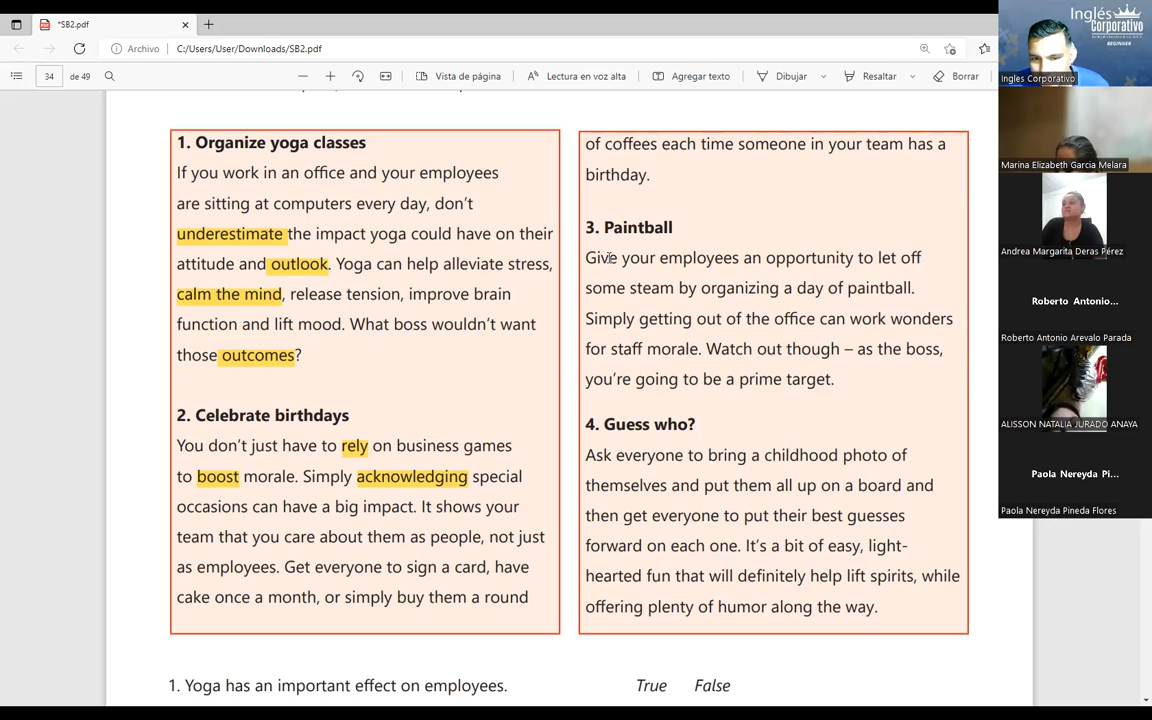 *SB2.pdf
Archivo
C:/Users/User/Downloads/SB2.pdf
34
de 49
Vista de página
Lectura en voz alta
Agregar texto
Dibujar
Resaltar
Borrar
1. Organize yoga classes
If you work in an office and your employees
are sitting at computers every day, don't
underestimate the impact yoga could have on their
attitude and outlook. Yoga can help alleviate stress,
calm the mind, release tension, improve brain
function and lift mood. What boss wouldn't want
those outcomes?
2. Celebrate birthdays
You don't just have to rely on business games
to boost morale. Simply acknowledging special
occasions can have a big impact. It shows your
team that you care about them as people, not just
as employees. Get everyone to sign a card, have
cake once a month, or simply buy them a round
of coffees each time someone in your team has a
birthday.
3. Paintball
Give your employees an opportunity to let off
some steam by organizing a day of paintball.
Simply getting out of the office can work wonders
for staff morale. Watch out though – as the boss,
you're going to be a prime target.
4. Guess who?
Ask everyone to bring a childhood photo of
themselves and put them all up on a board and
then get everyone to put their best guesses
forward on each one. It's a bit of easy, light-
hearted fun that will definitely help lift spirits, while
offering plenty of humor along the way.
1. Yoga has an important effect on employees.
True
False
Inglés
Corporativo
BEGINNER
Ingles Corporativo
Marina Elizabeth Garcia Melara
Andrea Margarita Deras Pérez
Roberto Antonio...
Roberto Antonio Arevalo Parada
ALISSON NATALIA JURADO ANAYA
Paola Nereyda Pi...
Paola Nereyda Pineda Flores